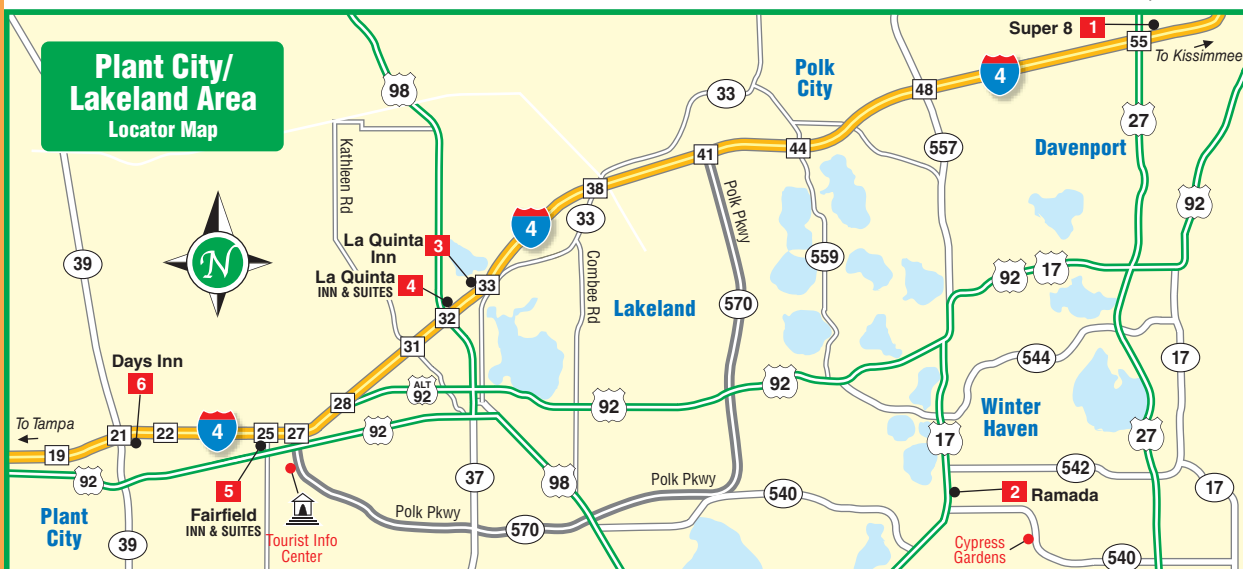 Plant City/
Lakeland Area
Locator Map
N
98
39
39
Kathleen Rd
La Quinta
Inn
3
La Quinta
INN & SUITES
4
33
32
31
28
4
38
33
33
Combee Rd
41
Polk Pkwy
570
Lakeland
Polk
City
44
48
4
557
559
Super 8
1
55
To Kissimmee
27
Davenport
92
92
17
17
544
Days Inn
6
To Tampa
19
21
22
4
25
27
92
92
ALT
92
92
92
5
Fairfield
INN & SUITES
Tourist Info
Center
Plant
City
37
98
Polk Pkwy
570
Polk Pkwy
540
Winter
Haven
17
27
542
17
2
Ramada
Cypress
Gardens
540